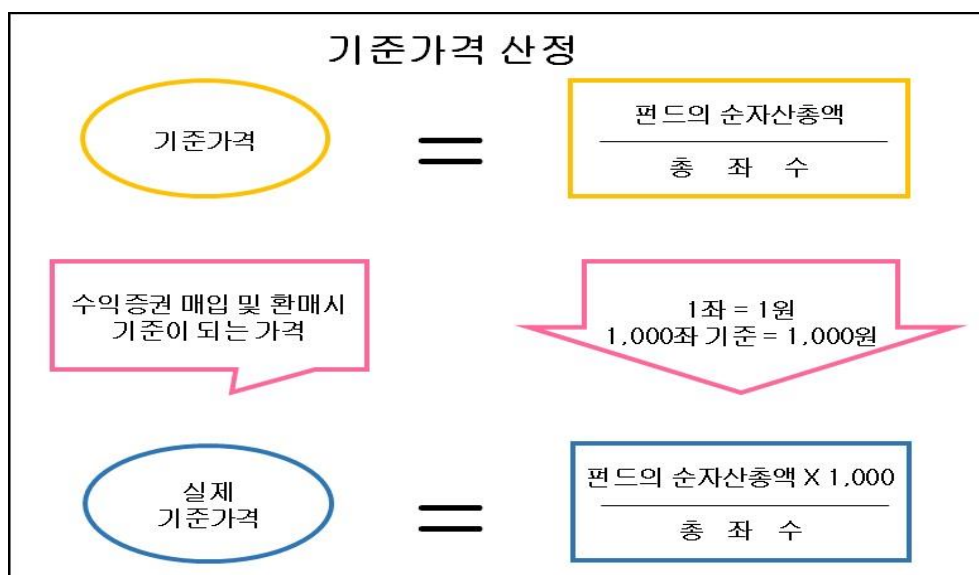 기준가격 산정
기준가격
=
펀드의 순자산총액
총 좌 수
수익증권 매입 및 환매시
기준이 되는 가격
1좌 = 1원
1,000좌 기준 = 1,000원
실제
기준가격
=
펀드의 순자산총액 X 1,000
총 좌 수